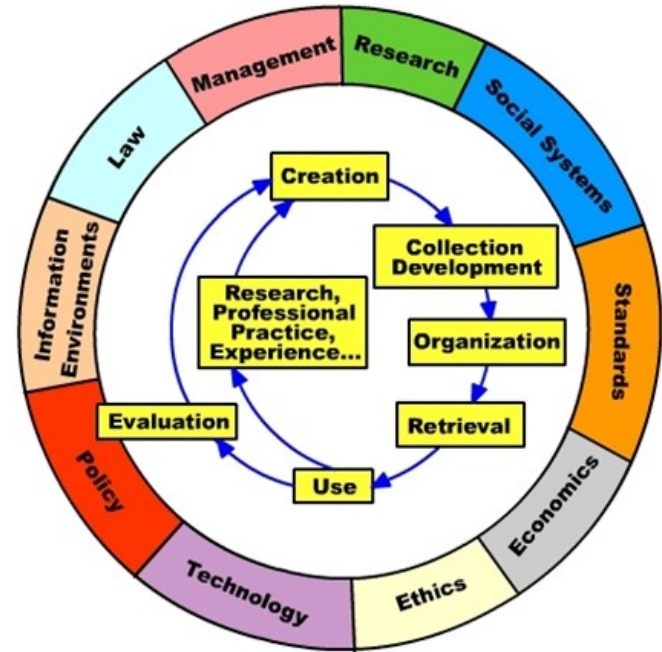 Management
Research
Social Systems
Standards
Economics
Ethics
Technology
Policy
Information
Environments
Law
Creation
Collection
Development
Organization
Retrieval
Use
Evaluation
Research,
Professional
Practice,
Experience...